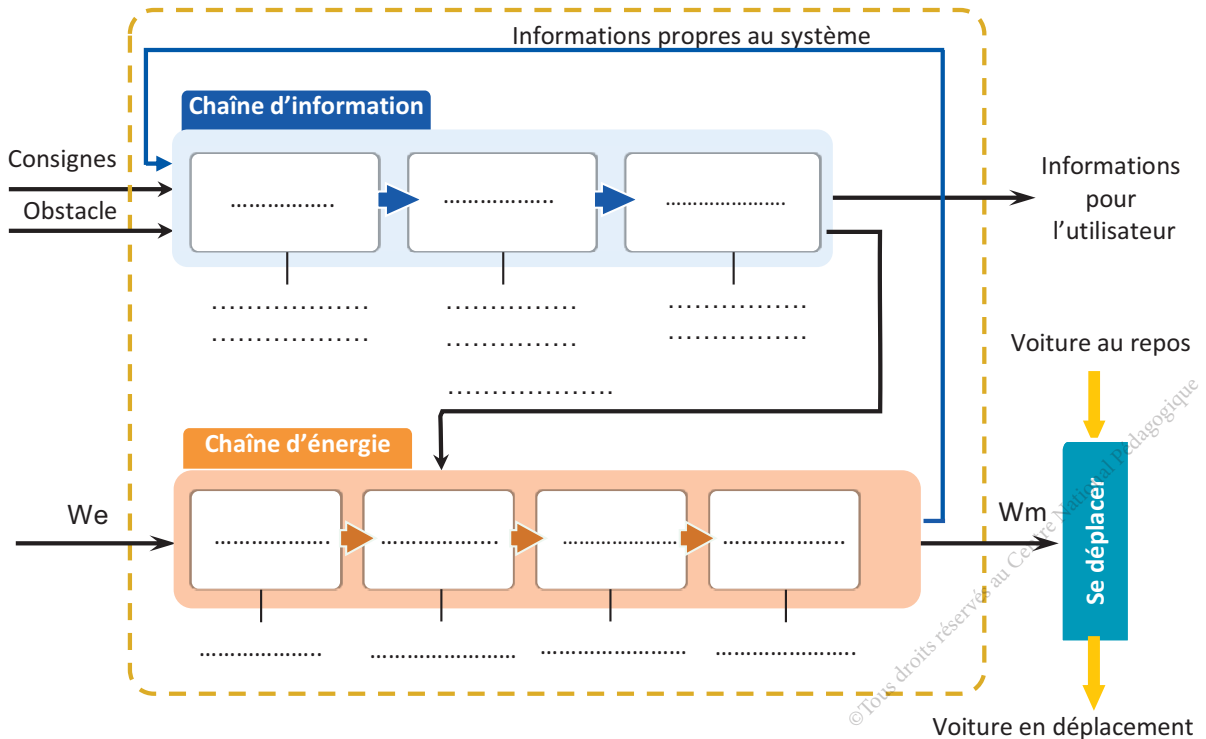 Informations propres au système
Chaîne d'information
Consignes
Obstacle
………………
………………
………………
Informations
pour
l'utilisateur
………………
………………
………………
………………
………………
………………
………………
Voiture au repos
Chaîne d'énergie
We
………………
………………
………………
………………
Wm
Se déplacer
………………
………………
………………
………………
Voiture en déplacement
©Tous droits réservés au Centre National Pédagogique